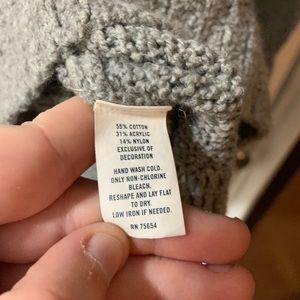 55% COTTON
31% ACRYLIC
14% NYLON
EXCLUSIVE OF
DECORATION
HAND WASH COLD.
ONLY NON-CHLORINE
BLEACH.
RESHAPE AND LAY FLAT
TO DRY.
LOW IRON IF NEEDED.
RN 75654